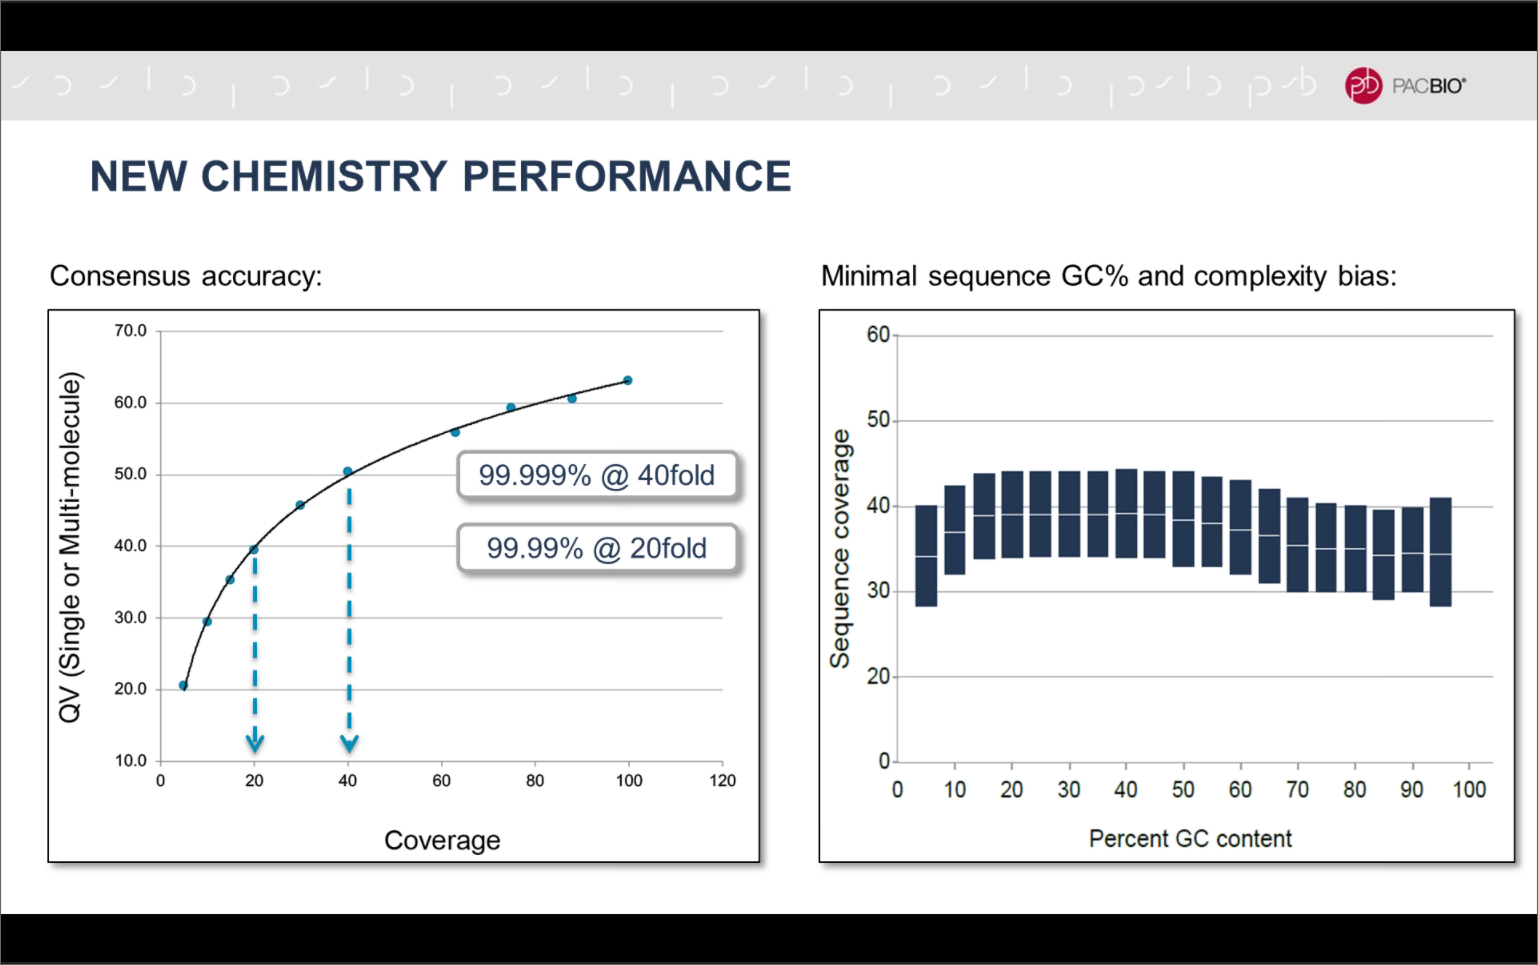 PACBIO®
NEW CHEMISTRY PERFORMANCE
Consensus accuracy:
70.0
60.0
50.0
40.0
30.0
20.0
10.0
0 20 40 60 80 100 120
QV (Single or Multi-molecule)
Coverage
99.999% @ 40fold
99.99% @ 20fold
Minimal sequence GC% and complexity bias:
60
50
40
30
20
0
0 10 20 30 40 50 60 70 80 90 100
Sequence coverage
Percent GC content